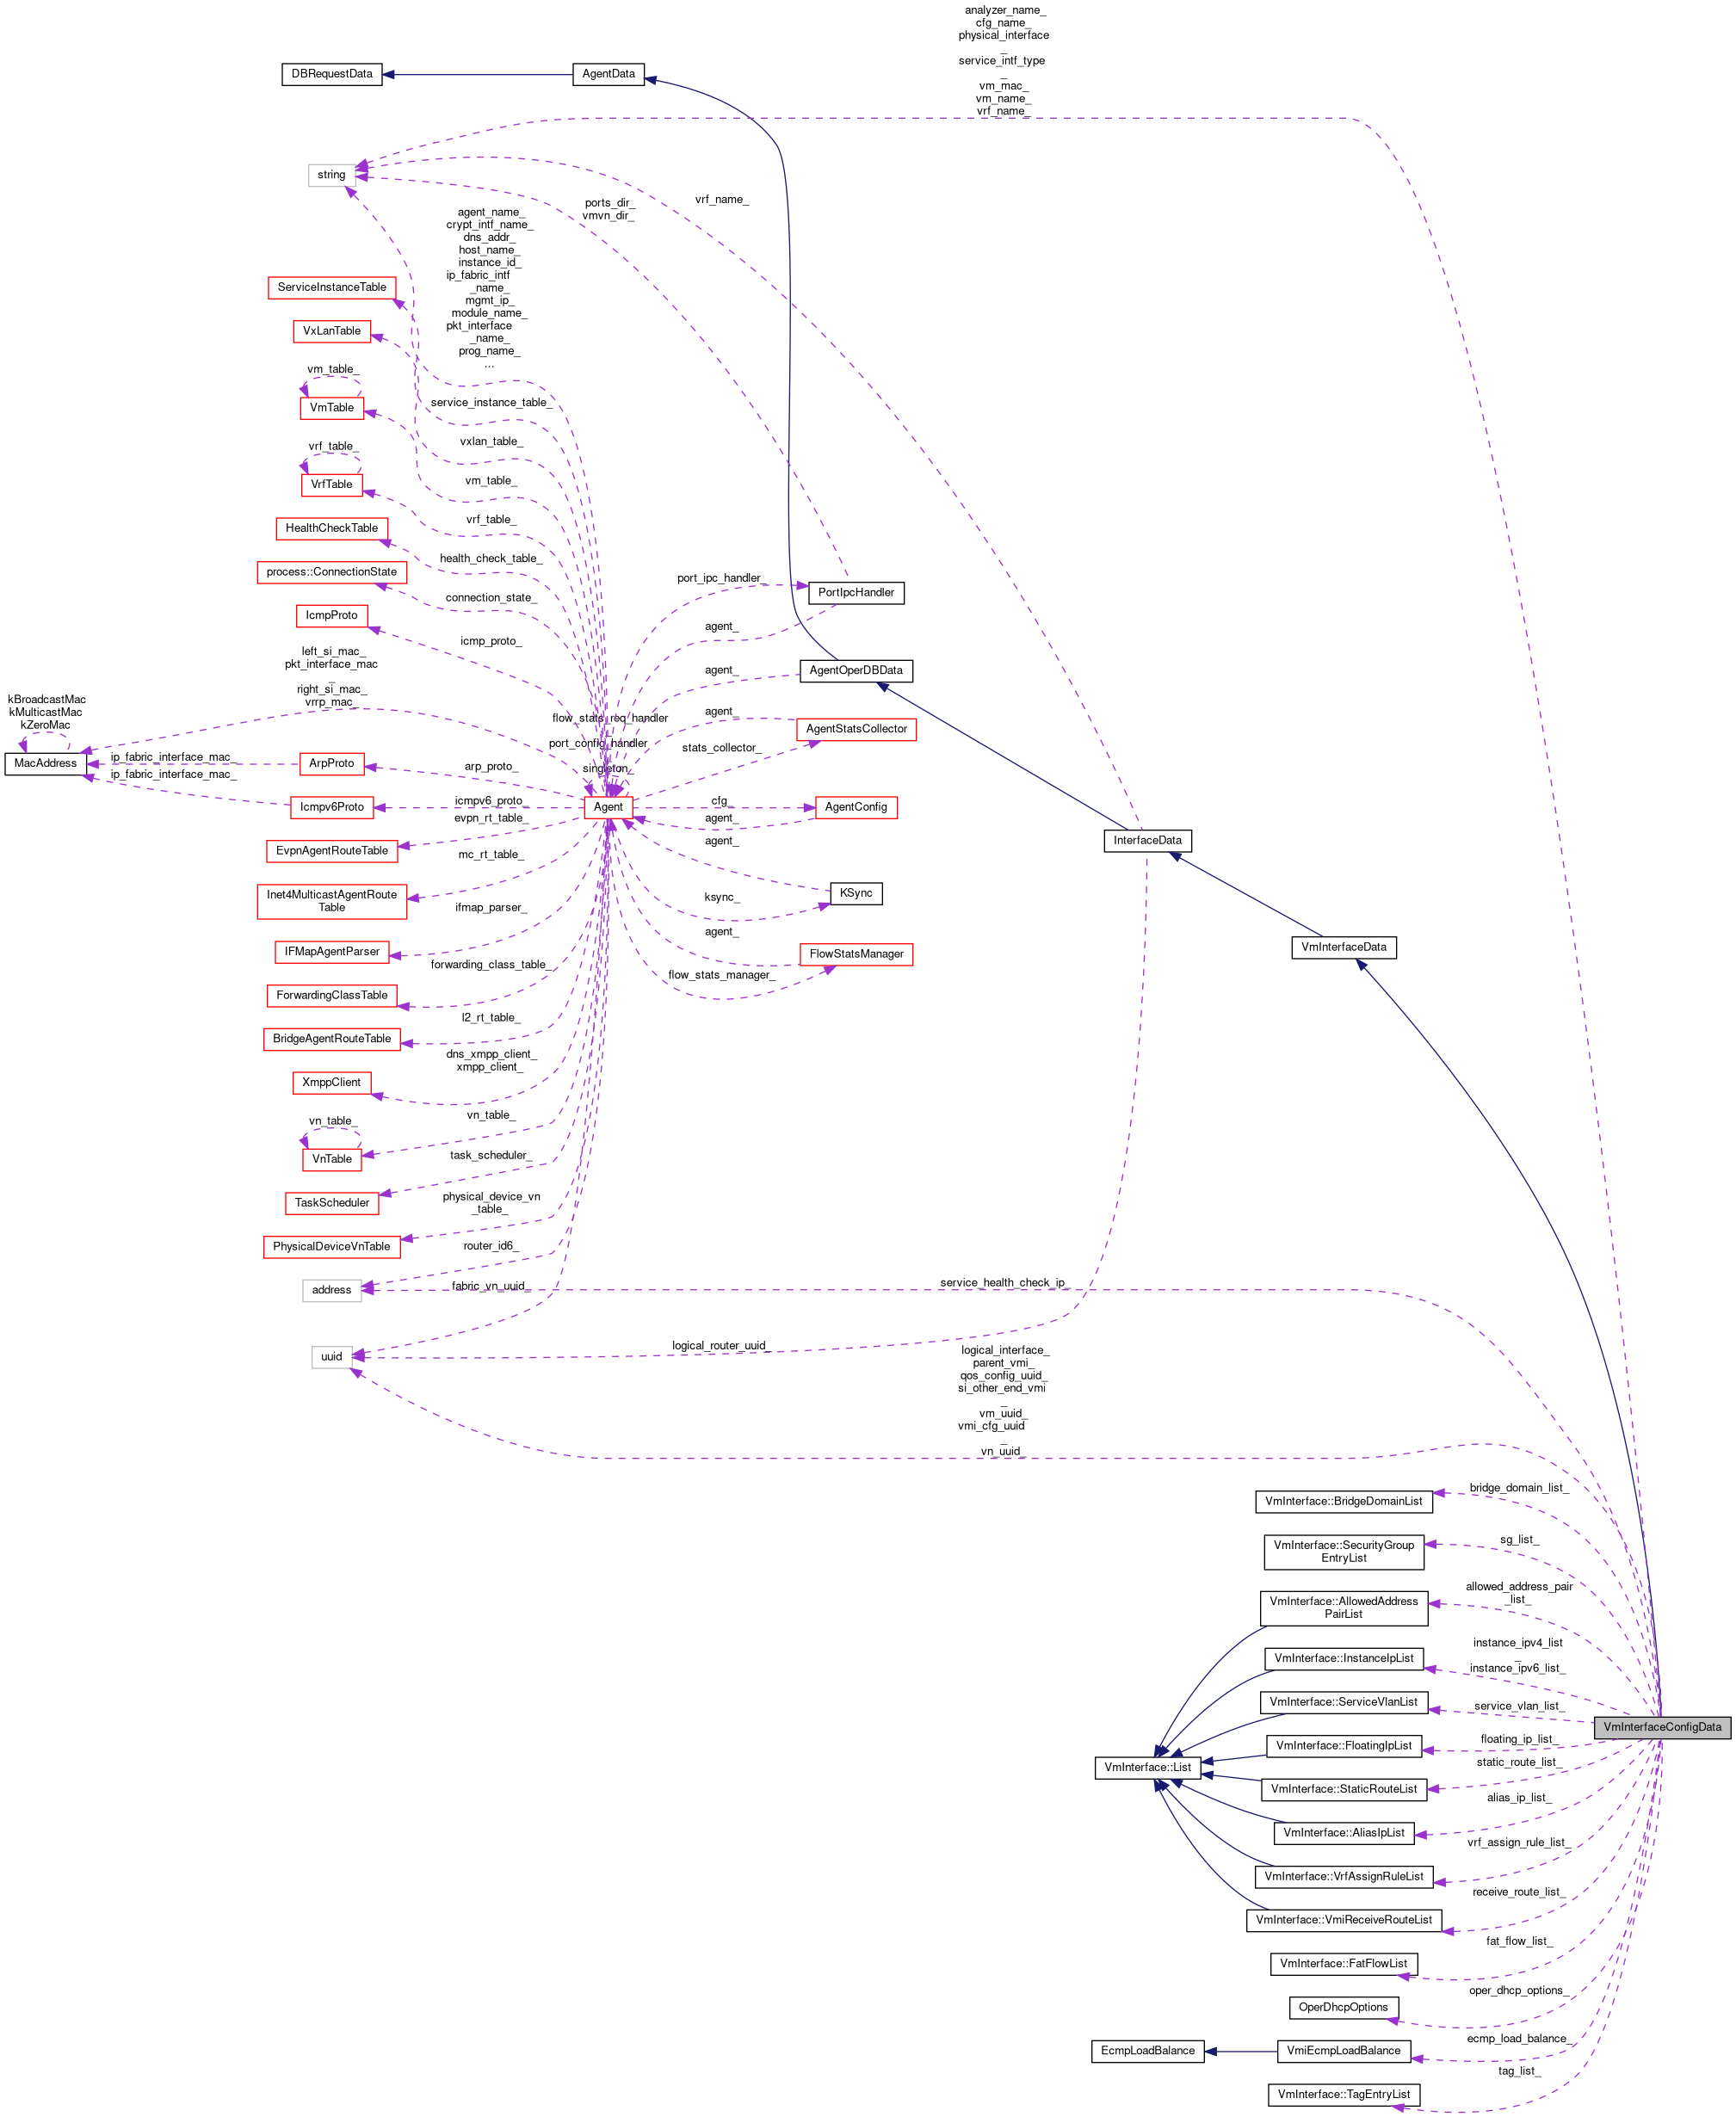 analyzer_name_
cfg_name_
physical_interface
_
service_intf_type
_
vm_mac_
vm_name_
vrf_name_
DBRequestData
AgentData
string
vrf_name_
ports_dir_
vmvn_dir_
agent_name_
crypt_intf_name_
dns_addr_
host_name_
instance_id_
ip_fabric_intf
_name_
mgmt_ip_
module_name_
pkt_interface
_name_
prog_name_
...
ServiceInstanceTable
VxLanTable
vm_table_
VmTable
service_instance_table_
vxlan_table_
vrf_table_
VrfTable
vm_table_
vrf_table_
HealthCheckTable
health_check_table_
process::ConnectionState
connection_state_
port_ipc_handler_
PortIpcHandler
IcmpProto
icmp_proto_
agent_
left_si_mac_
pkt_interface_mac
_
right_si_mac_
vrrp_mac_
agent_
AgentOperDBData
kBroadcastMac
kMulticastMac
kZeroMac
flow_stats_req_handler
port_config_handler
singleton_
agent_
AgentStatsCollector
stats_collector_
MacAddress
ip_fabric_interface_mac_
ArpProto
arp_proto_
ip_fabric_interface_mac_
Icmpv6Proto
icmpv6_proto_
Agent
cfg_
AgentConfig
agent_
evpn_rt_table_
EvpnAgentRouteTable
agent_
InterfaceData
mc_rt_table_
Inet4MulticastAgentRoute
Table
ksync_
KSync
ifmap_parser_
IFMapAgentParser
agent_
FlowStatsManager
VmInterfaceData
forwarding_class_table_
flow_stats_manager_
ForwardingClassTable
l2_rt_table_
BridgeAgentRouteTable
dns_xmpp_client_
xmpp_client_
XmppClient
vn_table_
vn_table_
VnTable
task_scheduler_
TaskScheduler
physical_device_vn
_table_
PhysicalDeviceVnTable
router_id6_
address
fabric_vn_uuid_
service_health_check_ip_
uuid
logical_router_uuid_
logical_interface_
parent_vmi_
qos_config_uuid_
si_other_end_vmi
_
vm_uuid_
vmi_cfg_uuid
_
vn_uuid_
VmInterface::BridgeDomainList
bridge_domain_list_
VmInterface::SecurityGroup
EntryList
sg_list_
VmInterface::AllowedAddress
PairList
allowed_address_pair
_list_
VmInterface::InstanceIpList
instance_ipv4_list
_
instance_ipv6_list_
VmInterface::ServiceVlanList
service_vlan_list_
VmInterfaceConfigData
VmInterface::FloatingIpList
floating_ip_list_
VmInterface::List
VmInterface::StaticRouteList
static_route_list_
VmInterface::AliasIpList
alias_ip_list_
VmInterface::VrfAssignRuleList
vrf_assign_rule_list_
VmInterface::VmiReceiveRouteList
receive_route_list_
VmInterface::FatFlowList
fat_flow_list_
OperDhcpOptions
oper_dhcp_options_
EcmpLoadBalance
VmiEcmpLoadBalance
ecmp_load_balance_
VmInterface::TagEntryList
tag_list_